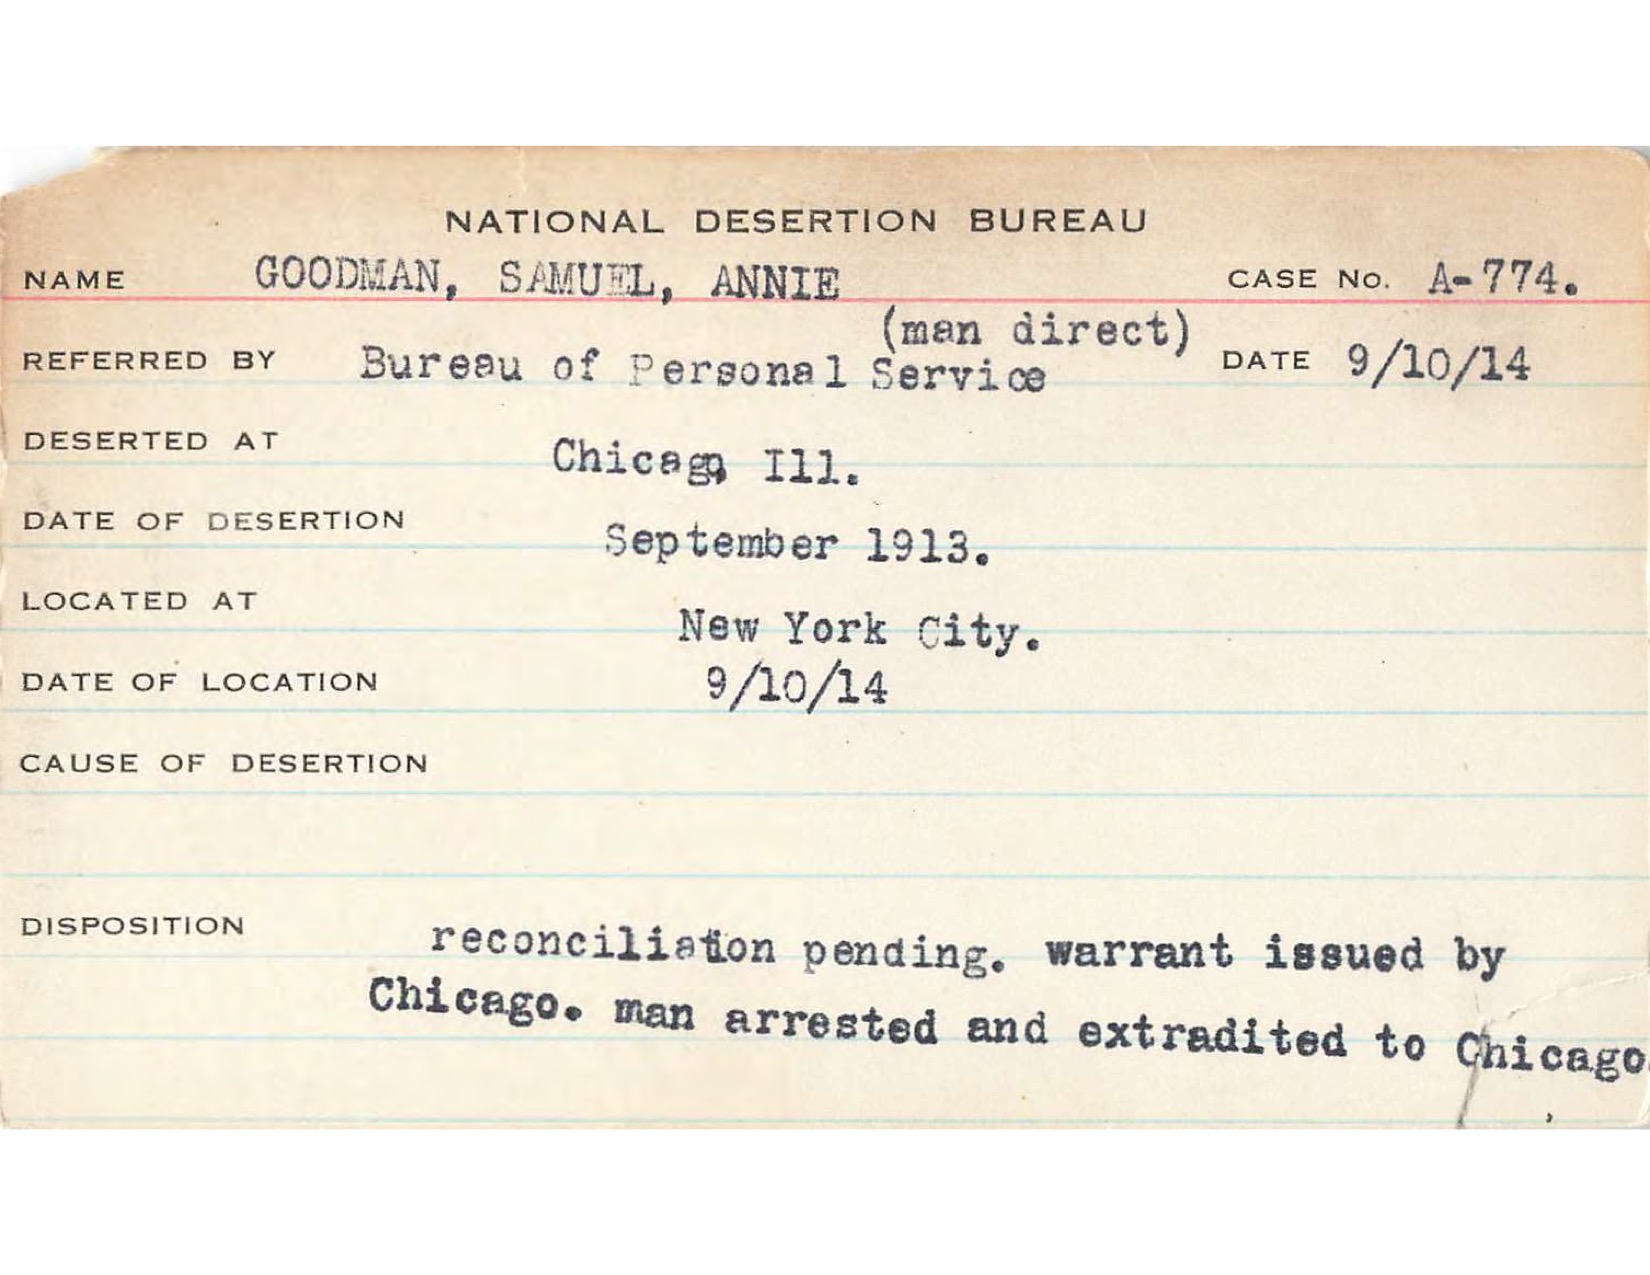 NATIONAL DESERTION BUREAU
NAME GOODMAN, SAMUEL, ANNIE CASE No. A-774.
(man direct)
REFERRED BY Bureau of Personal Service DATE 9/10/14
DESERTED AT Chicago, Ill.
DATE OF DESERTION September 1913.
LOCATED AT New York City.
DATE OF LOCATION 9/10/14
CAUSE OF DESERTION
DISPOSITION reconciliation pending. warrant issued by
Chicago. man arrested and extradited to Chicago.